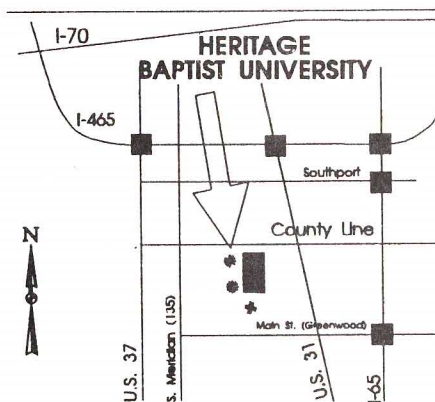 I-70
HERITAGE
BAPTIST UNIVERSITY
I-465
Southport
County Line
N
Main St. (Greenwood)
U.S. 37
S. Meridian (135)
U.S. 31
I-65